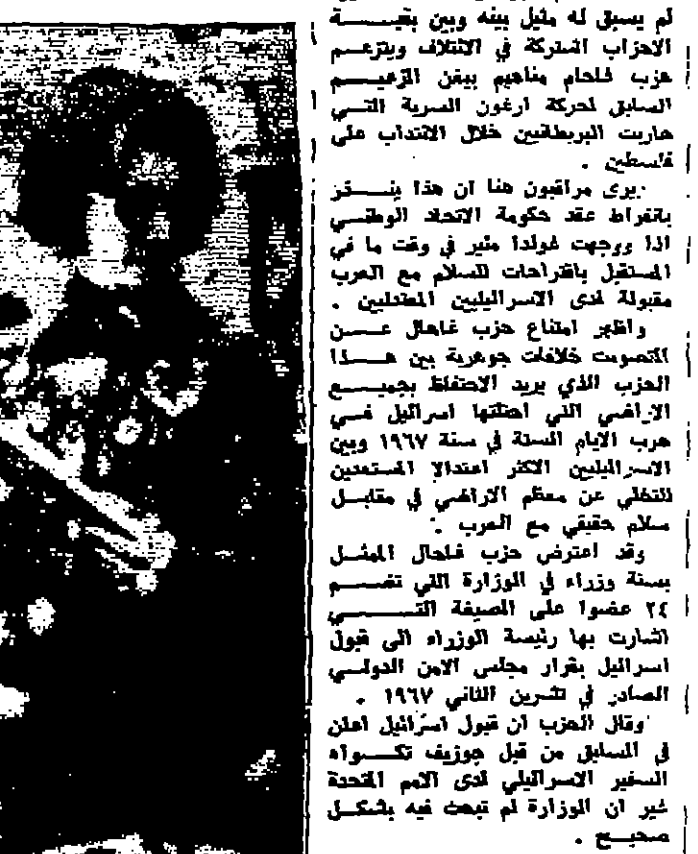 لم يسبق له مثيل بينه وبين بقيـــــة
الاحزاب المشتركة في الائتلاف ويتزعـــم
حزب غاحال مناحيم بيغن الزعيـــم
السابق لحركة ارغون السرية التـــي
حاربت البريطانيين خلال الانتداب على
فلسطين .
يرى مراقبون هنا ان هذا ينــــذر
بانفراط عقد حكومة الاتحاد الوطنـــي
اذا ووجهت غولدا مئير في وقت ما في
المستقبل باقتراحات للسلام مع العرب
مقبولة لدى الاسرائيليين المعتدلين .
واظهر امتناع حزب غاحال عـــن
التصويت خلافات جوهرية بين هـــذا
الحزب الذي يريد الاحتفاظ بجميـــع
الاراضي التي احتلتها اسرائيل فـــي
حرب الايام الستة في سنة ١٩٦٧ وبين
الاسرائيليين الاكثر اعتدالا المستعدين
للتخلي عن معظم الاراضي في مقابـــل
سلام حقيقي مع العرب .
وقد اعترض حزب غاحال الممثـــل
بستة وزراء في الوزارة التي تضـــم
٢٤ عضوا على الصيغة التـــــي
اشارت بها رئيسة الوزراء الى قبول
اسرائيل بقرار مجلس الامن الدولـــي
الصادر في تشرين الثاني ١٩٦٧ .
وقال الحزب ان قبول اسرائيل اعلن
في السابق من قبل جوزيف تكـــواه
السفير الاسرائيلي لدى الامم المتحدة
غير ان الوزارة لم تبحث فيه بشكـــل
صحيـــح .